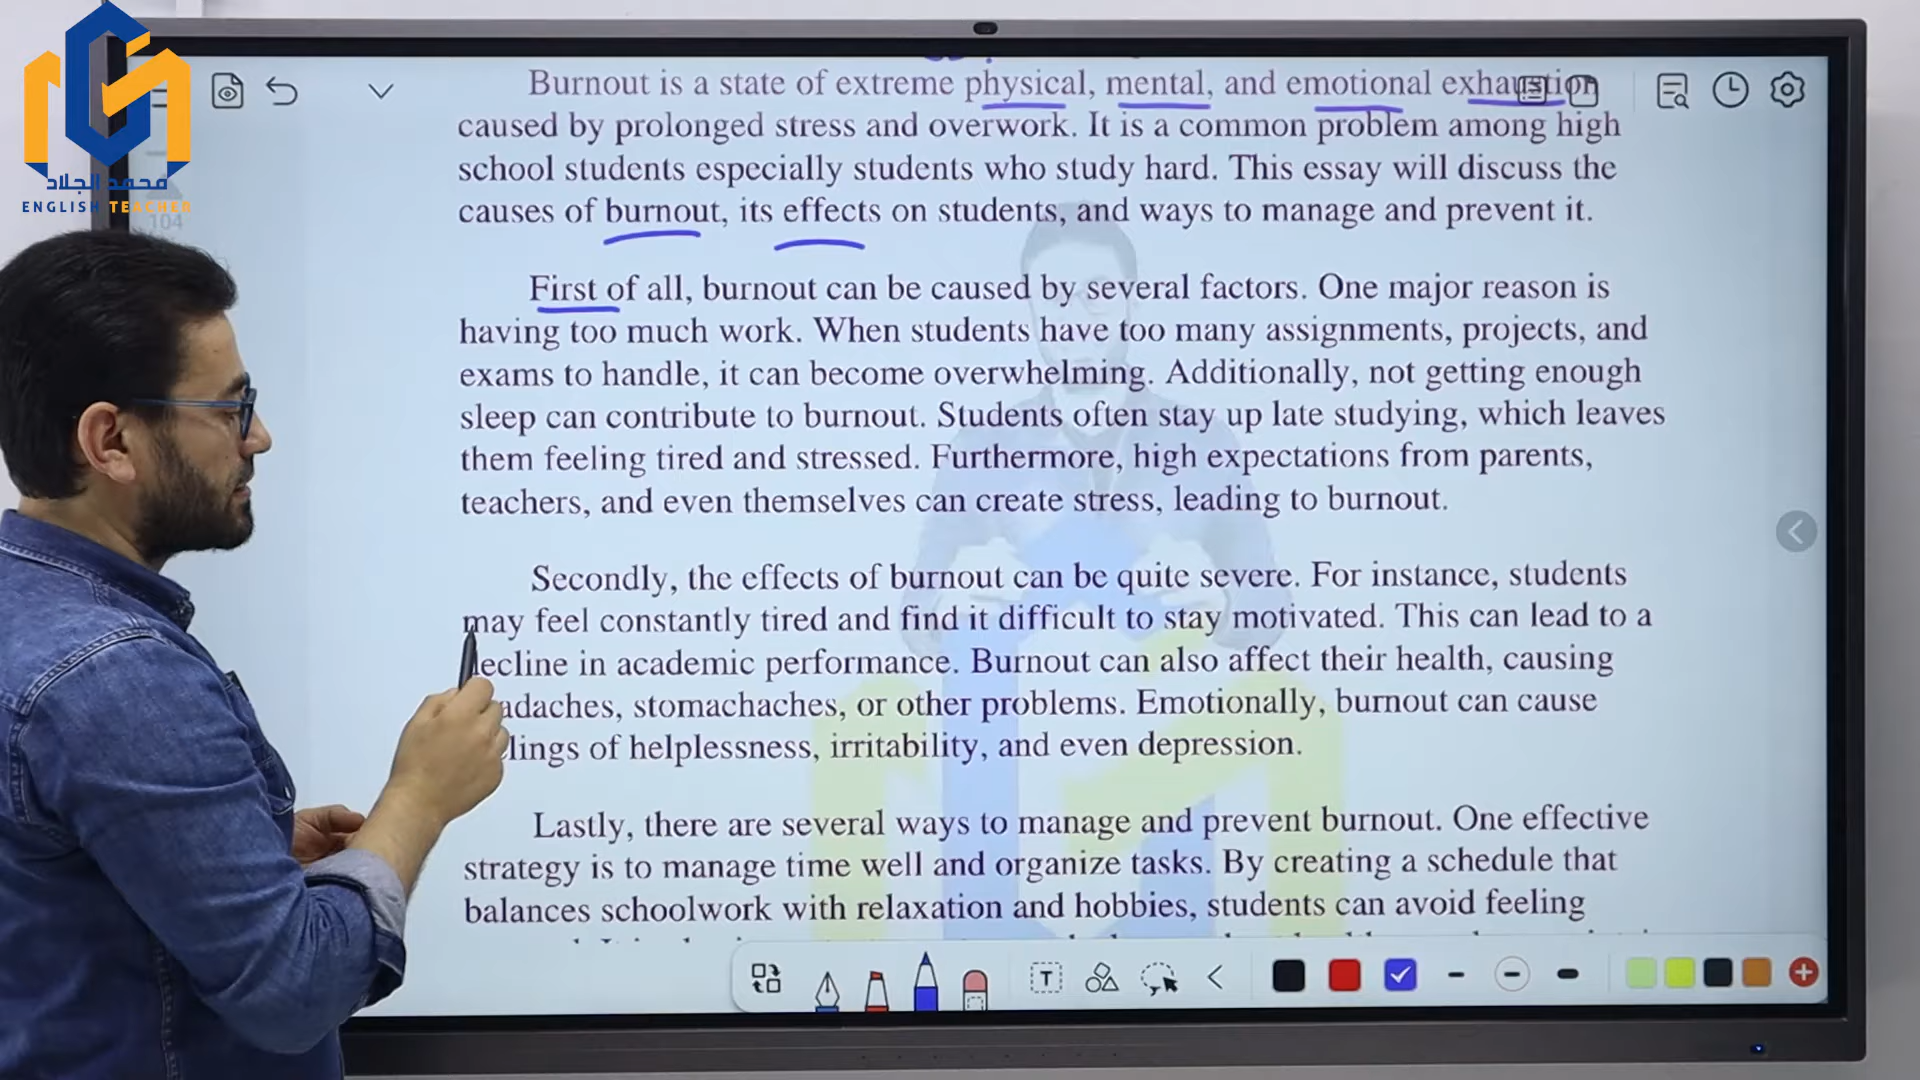 محمد الجلاد
ENGLISH TEACHER
104
Burnout is a state of extreme physical, mental, and emotional exhaustion
caused by prolonged stress and overwork. It is a common problem among high
school students especially students who study hard. This essay will discuss the
causes of burnout, its effects on students, and ways to manage and prevent it.
First of all, burnout can be caused by several factors. One major reason is
having too much work. When students have too many assignments, projects, and
exams to handle, it can become overwhelming. Additionally, not getting enough
sleep can contribute to burnout. Students often stay up late studying, which leaves
them feeling tired and stressed. Furthermore, high expectations from parents,
teachers, and even themselves can create stress, leading to burnout.
Secondly, the effects of burnout can be quite severe. For instance, students
may feel constantly tired and find it difficult to stay motivated. This can lead to a
ecline in academic performance. Burnout can also affect their health, causing
adaches, stomachaches, or other problems. Emotionally, burnout can cause
lings of helplessness, irritability, and even depression.
Lastly, there are several ways to manage and prevent burnout. One effective
strategy is to manage time well and organize tasks. By creating a schedule that
balances schoolwork with relaxation and hobbies, students can avoid feeling
T